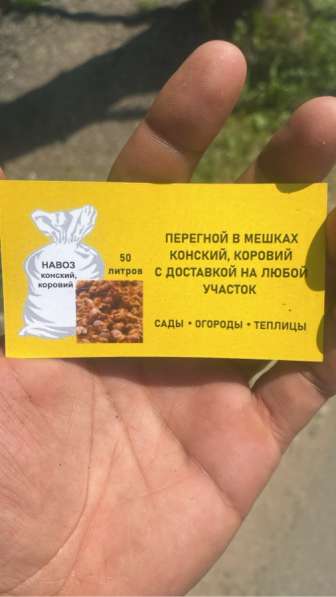 НАВОЗ
конский,
коровий
50
литров
ПЕРЕГНОЙ В МЕШКАХ
КОНСКИЙ, КОРОВИЙ
С ДОСТАВКОЙ НА ЛЮБОЙ
УЧАСТОК
САДЫ • ОГОРОДЫ • ТЕПЛИЦЫ